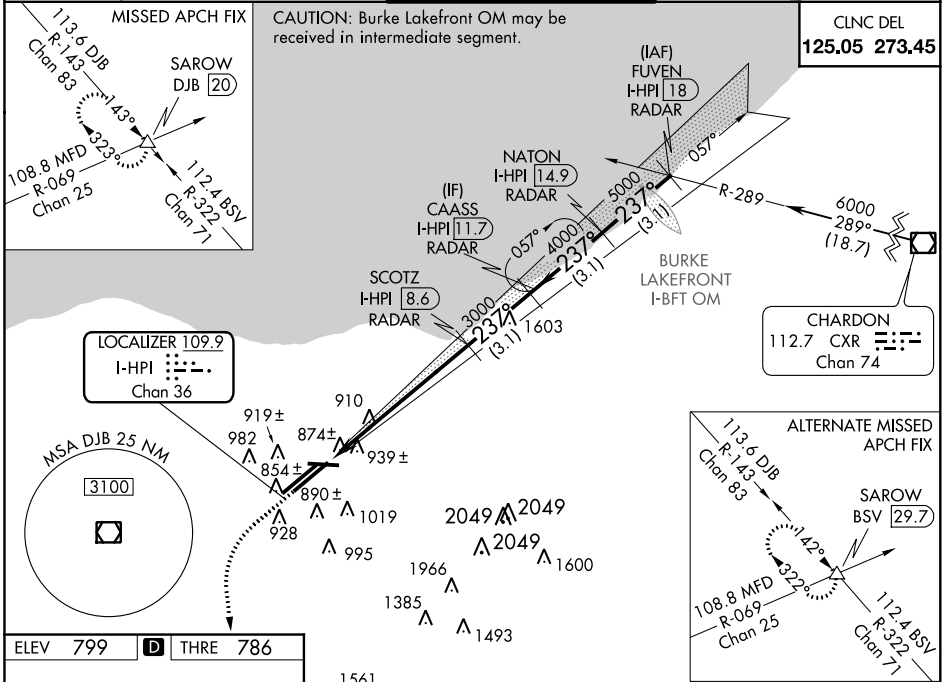 MISSED APCH FIX
113.6 DJB
R-143
Chan 83
SAROW
DJB 20
143°
323°
108.8 MFD
R-069
Chan 25
112.4 BSV
R-322
Chan 71
CAUTION: Burke Lakefront OM may be
received in intermediate segment.
CLNC DEL
125.05 273.45
(IAF)
FUVEN
I-HPI 18
RADAR
NATON
I-HPI 14.9
RADAR
(IF)
CAASS
I-HPI 11.7
RADAR
SCOTZ
I-HPI 8.6
RADAR
057°
5000
237°
(3.1)
057°
4000
237°
(3.1)
3000
237°
(3.1)
1603
R-289
6000
289°
(18.7)
BURKE
LAKEFRONT
I-BFT OM
CHARDON
112.7 CXR
Chan 74
LOCALIZER 109.9
I-HPI
Chan 36
910
919±
982
874±
939±
854±
890±
928
1019
995
2049
2049
2049
1600
1966
1385
1493
1561
MSA DJB 25 NM
3100
ALTERNATE MISSED
APCH FIX
113.6 DJB
R-143
Chan 83
SAROW
BSV 29.7
142°
322°
108.8 MFD
R-069
Chan 25
112.4 BSV
R-322
Chan 71
ELEV 799 D THRE 786